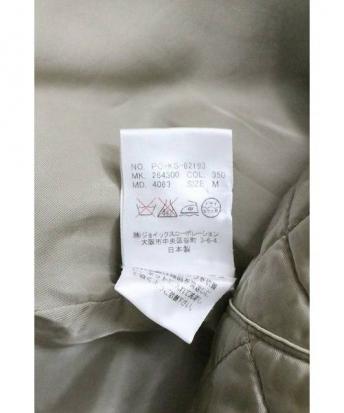 NO. PO-KS-62193
MK. 264300 COL. 350
MD. 4063 SIZE M
㈱ジョイックスコーポレーション
大阪市中央区谷町 3-6-4
日本製